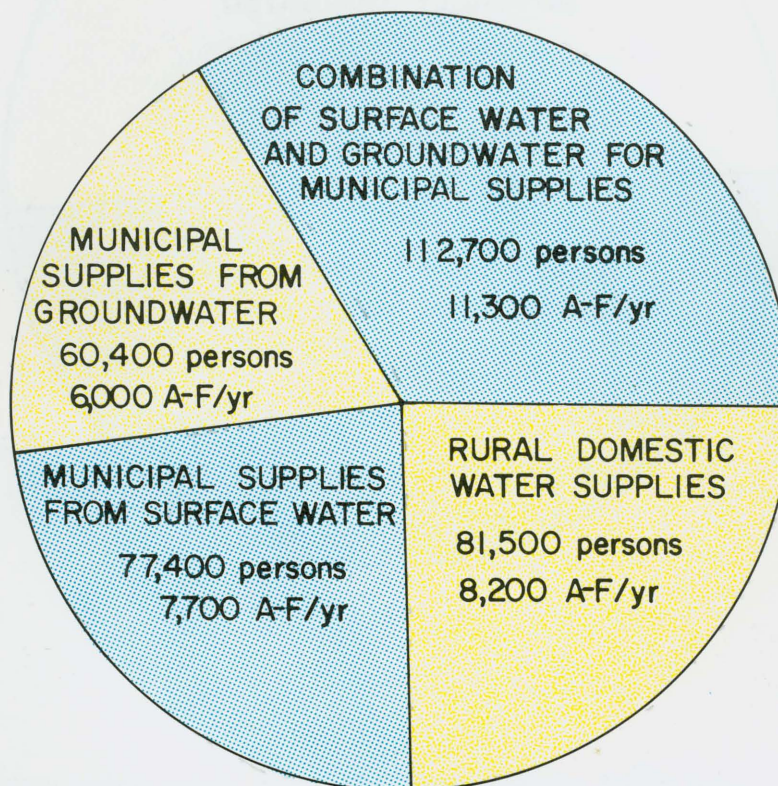 COMBINATION
OF SURFACE WATER
AND GROUNDWATER FOR
MUNICIPAL SUPPLIES
112,700 persons
11,300 A-F/yr
MUNICIPAL
SUPPLIES FROM
GROUNDWATER
60,400 persons
6,000 A-F/yr
RURAL DOMESTIC
WATER SUPPLIES
81,500 persons
8,200 A-F/yr
MUNICIPAL SUPPLIES
FROM SURFACE WATER
77,400 persons
7,700 A-F/yr